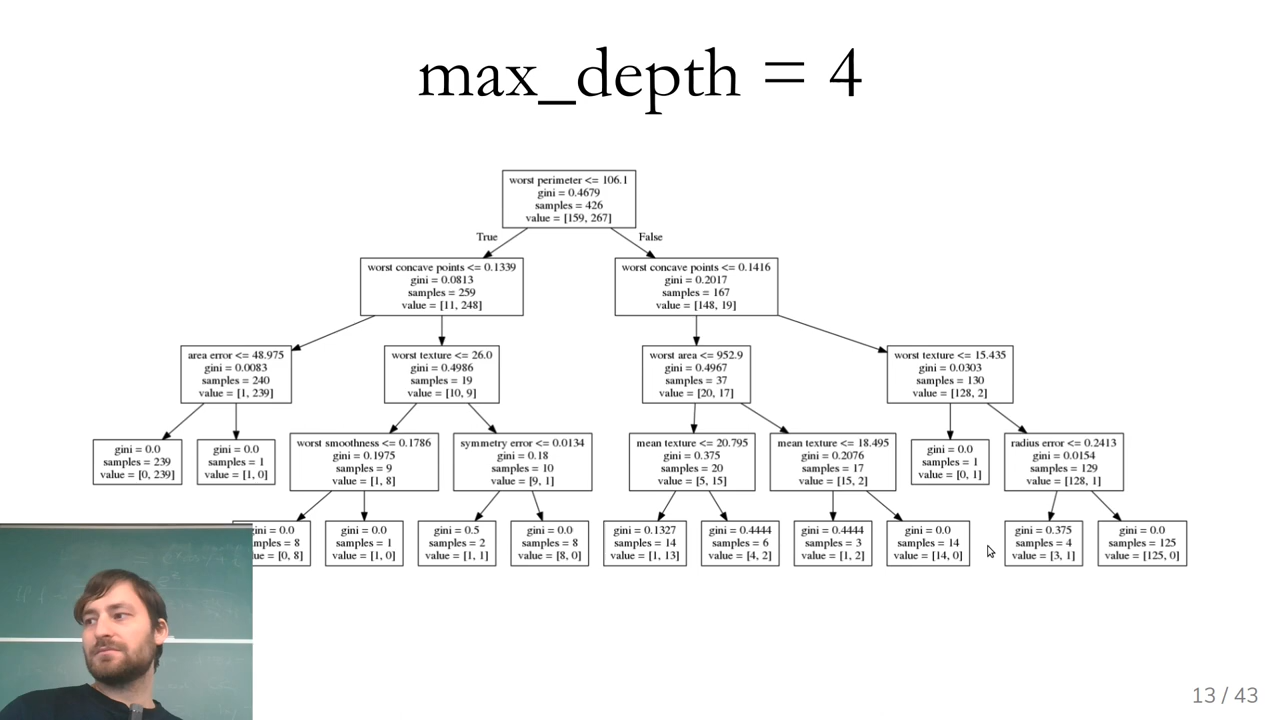 max_depth = 4
worst perimeter <= 106.1
gini = 0.4679
samples = 426
value = [159, 267]
True
False
worst concave points <= 0.1339
gini = 0.0813
samples = 259
value = [11, 248]
worst concave points <= 0.1416
gini = 0.2017
samples = 167
value = [148, 19]
area error <= 48.975
gini = 0.0083
samples = 240
value = [1, 239]
worst texture <= 26.0
gini = 0.4986
samples = 19
value = [10, 9]
worst area <= 952.9
gini = 0.4967
samples = 37
value = [20, 17]
worst texture <= 15.435
gini = 0.0303
samples = 130
value = [128, 2]
gini = 0.0
samples = 239
value = [0, 239]
gini = 0.0
samples = 1
value = [1, 0]
worst smoothness <= 0.1786
gini = 0.1975
samples = 9
value = [1, 8]
symmetry error <= 0.0134
gini = 0.18
samples = 10
value = [9, 1]
mean texture <= 20.795
gini = 0.375
samples = 20
value = [5, 15]
mean texture <= 18.495
gini = 0.2076
samples = 17
value = [15, 2]
gini = 0.0
samples = 1
value = [0, 1]
radius error <= 0.2413
gini = 0.0154
samples = 129
value = [128, 1]
gini = 0.0
= 8
= [0, 8]
gini = 0.0
samples = 1
value = [1, 0]
gini = 0.5
samples = 2
value = [1, 1]
gini = 0.0
samples = 8
value = [8, 0]
gini = 0.1327
samples = 14
value = [1, 13]
gini = 0.4444
samples = 6
value = [4, 2]
gini = 0.4444
samples = 3
value = [1, 2]
gini = 0.0
samples = 14
value = [14, 0]
gini = 0.375
samples = 4
value = [3, 1]
gini = 0.0
samples = 125
value = [125, 0]
13 / 43